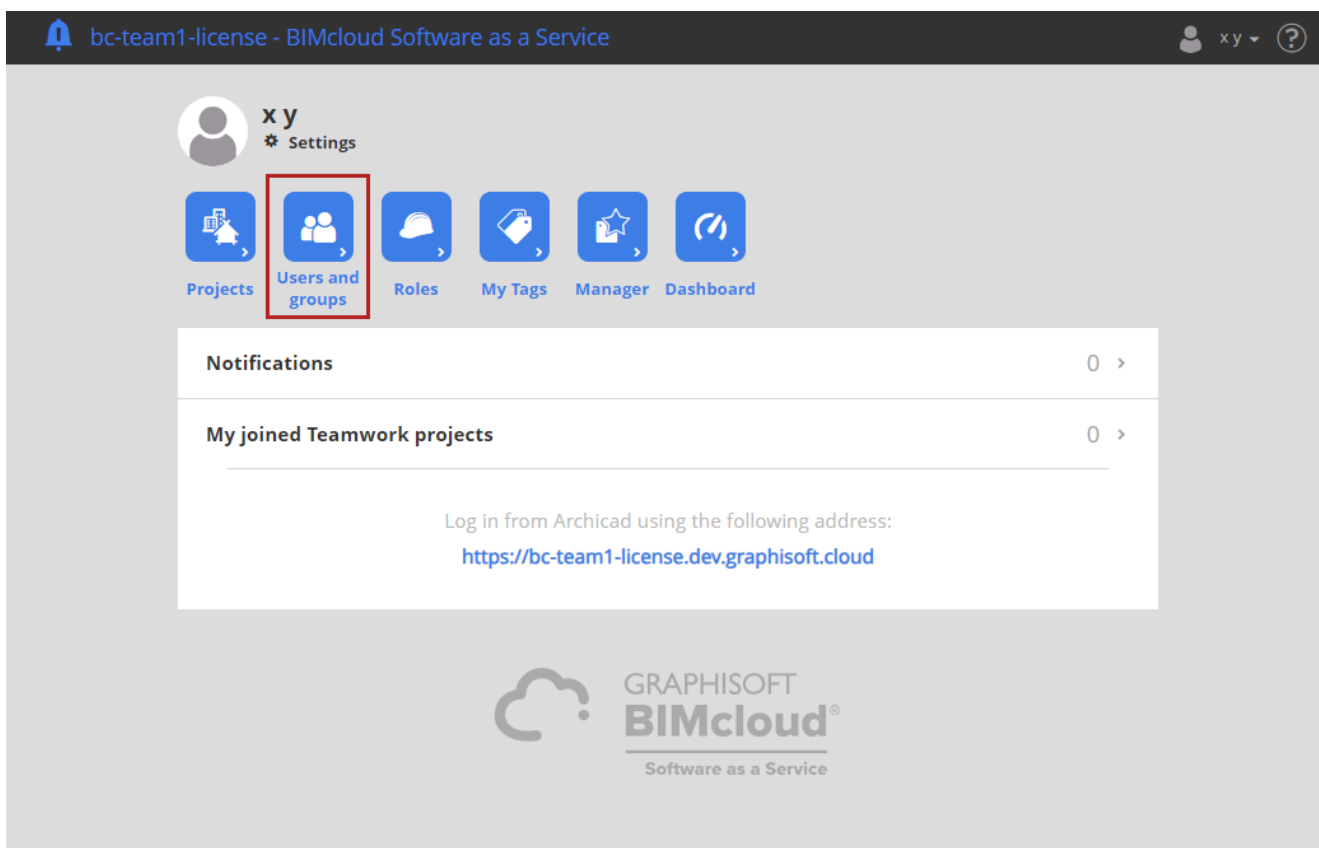 bc-team1-license - BIMcloud Software as a Service
x y
x y
Settings
Projects
Users and
groups
Roles
My Tags
Manager
Dashboard
Notifications
0
My joined Teamwork projects
0
Log in from Archicad using the following address:
https://bc-team1-license.dev.graphisoft.cloud
GRAPHISOFT
BIMcloud®
Software as a Service